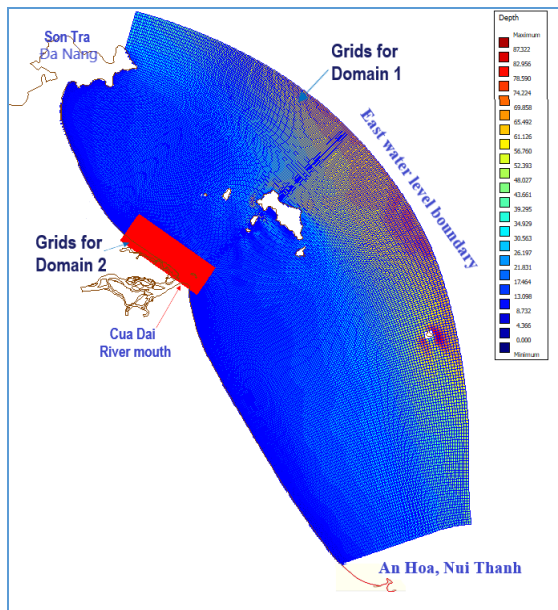 Son Tra
Đa Nang
Grids for
Domain 1
East water level boundary
Grids for
Domain 2
Cua Dai
River mouth
An Hoa, Nui Thanh
Depth
Maximum
87.322
82.956
78.590
74.224
69.858
65.492
61.126
56.760
52.393
48.027
43.661
39.295
34.929
30.563
26.197
21.831
17.464
13.098
8.732
4.366
0.000
Minimum